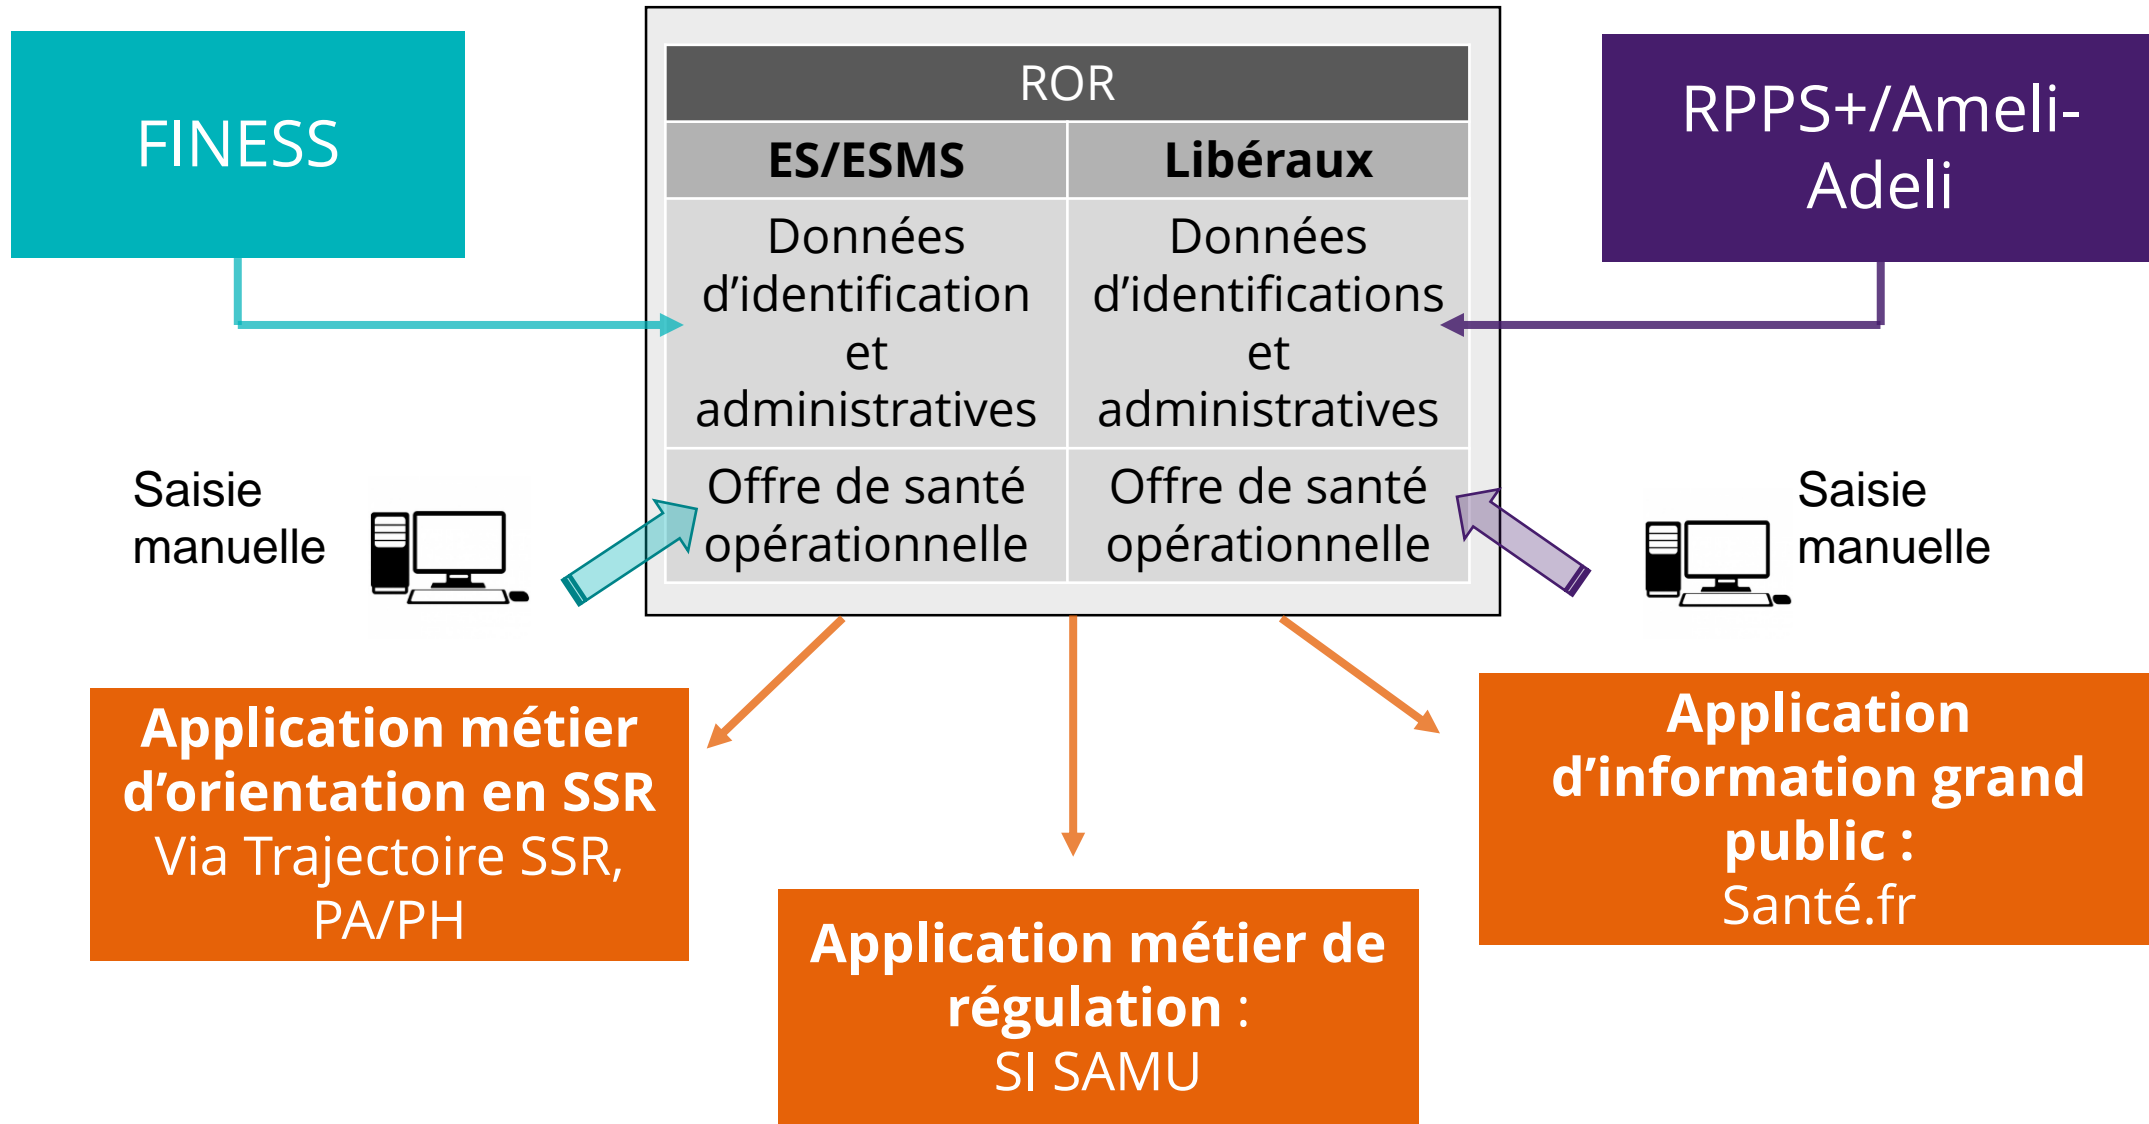 FINESS
ROR
ES/ESMS
Libéraux
Données
d’identification
et
administratives
Données
d’identifications
et
administratives
Offre de santé
opérationnelle
Offre de santé
opérationnelle
RPPS+/Ameli-
Adeli
Saisie
manuelle
Saisie
manuelle
Application métier
d’orientation en SSR
Via Trajectoire SSR,
PA/PH
Application métier de
régulation :
SI SAMU
Application
d’information grand
public :
Santé.fr